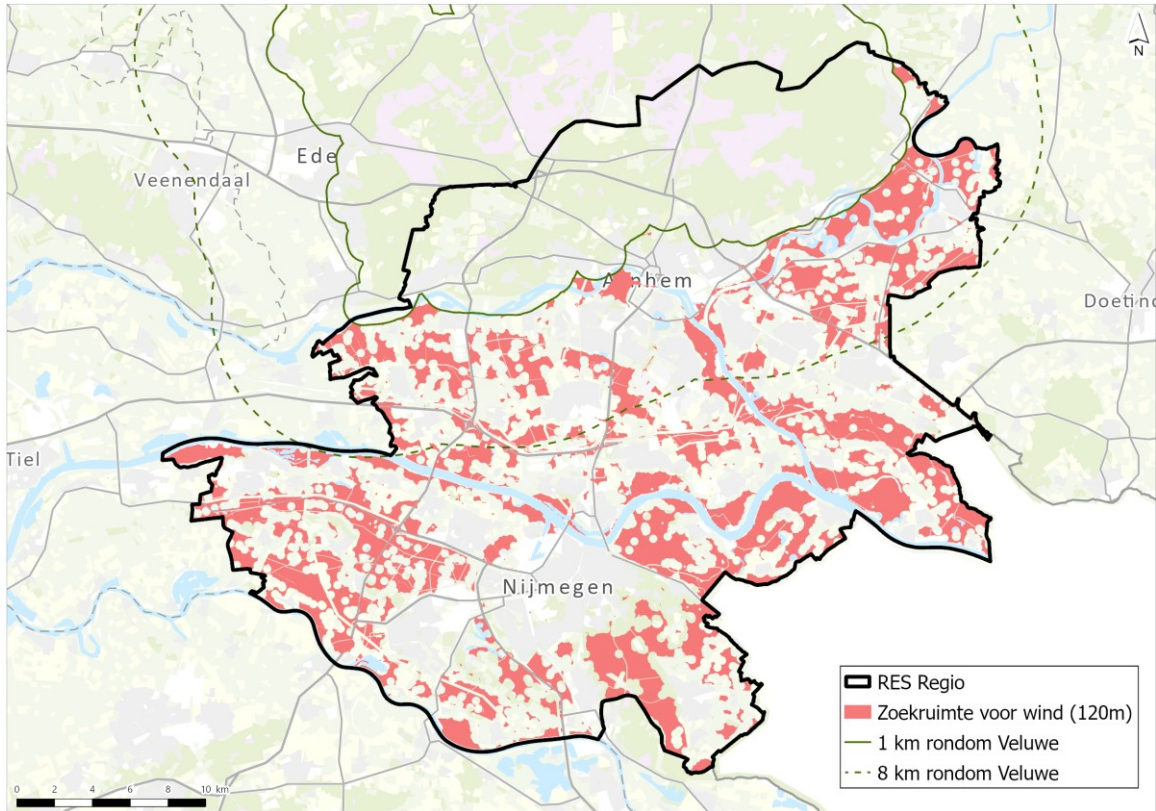 N
Ede
Veenendaal
Arnhem
Doetinc
Tiel
Nijmegen
RES Regio
Zoekruimte voor wind (120m)
1 km rondom Veluwe
8 km rondom Veluwe
0 2 4 6 8 10 km